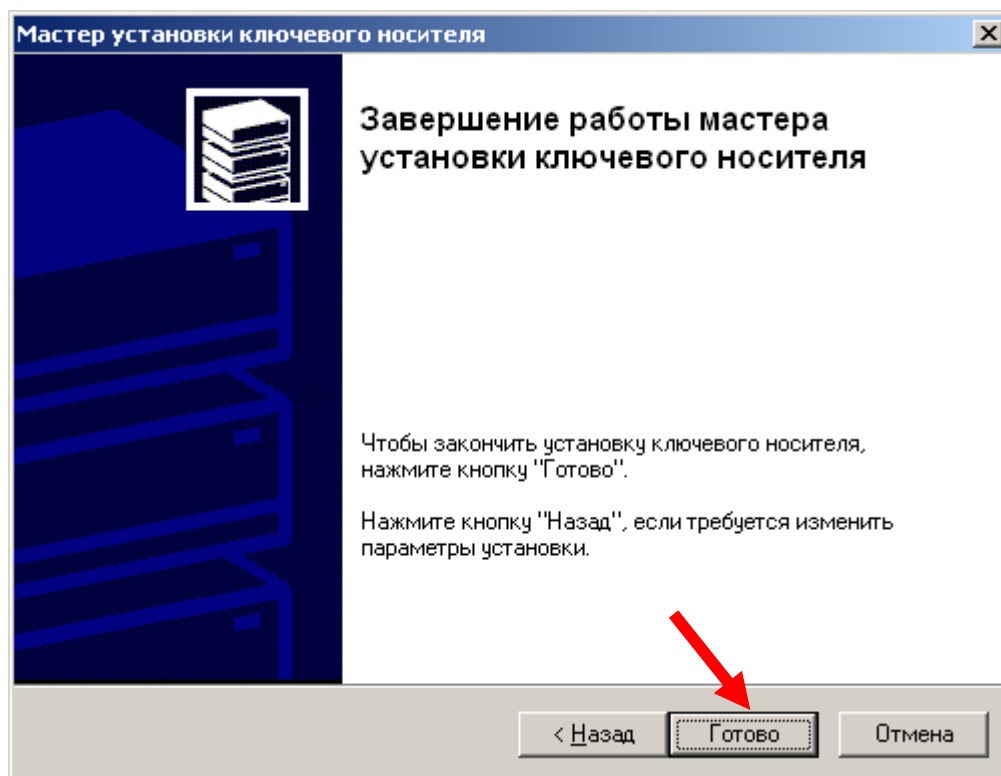 Мастер установки ключевого носителя
Завершение работы мастера
установки ключевого носителя
Чтобы закончить установку ключевого носителя,
нажмите кнопку "Готово".
Нажмите кнопку "Назад", если требуется изменить
параметры установки.
< Назад Готово Отмена